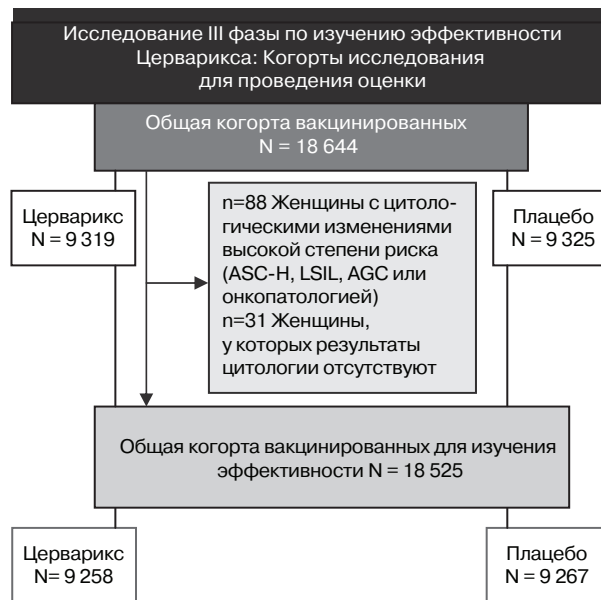 Исследование III фазы по изучению эффективности
Церварикса: Когорты исследования
для проведения оценки
Общая когорта вакцинированных
N = 18 644
Церварикс
N = 9 319
n=88 Женщины с цитоло-
гическими изменениями
высокой степени риска
(ASC-H, LSIL, AGC или
онкопатологией)
n=31 Женщины,
у которых результаты
цитологии отсутствуют
Плацебо
N = 9 325
Общая когорта вакцинированных для изучения
эффективности N = 18 525
Церварикс
N= 9 258
Плацебо
N = 9 267